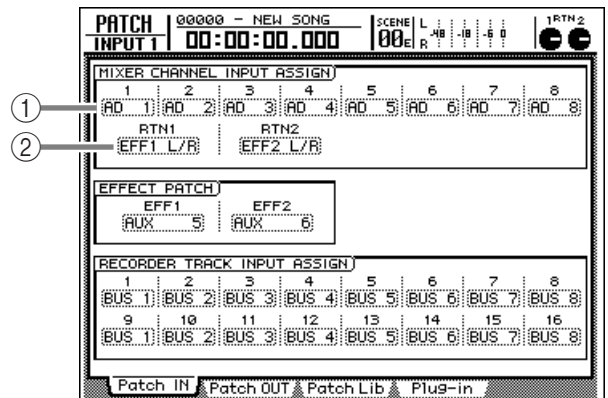 PATCH
INPUT 1
00000 - NEW SONG
00:00:00.000
SCENE
00E
L
R
-48 -18 -6 0
1 RTN 2
MIXER CHANNEL INPUT ASSIGN
1 2 3 4 5 6 7 8
AD 1 AD 2 AD 3 AD 4 AD 5 AD 6 AD 7 AD 8
1
RTN1 RTN2
EFF1 L/R EFF2 L/R
2
EFFECT PATCH
EFF1 EFF2
AUX 5 AUX 6
RECORDER TRACK INPUT ASSIGN
1 2 3 4 5 6 7 8
BUS 1 BUS 2 BUS 3 BUS 4 BUS 5 BUS 6 BUS 7 BUS 8
9 10 11 12 13 14 15 16
BUS 1 BUS 2 BUS 3 BUS 4 BUS 5 BUS 6 BUS 7 BUS 8
Patch IN Patch OUT Patch Lib Plug-in